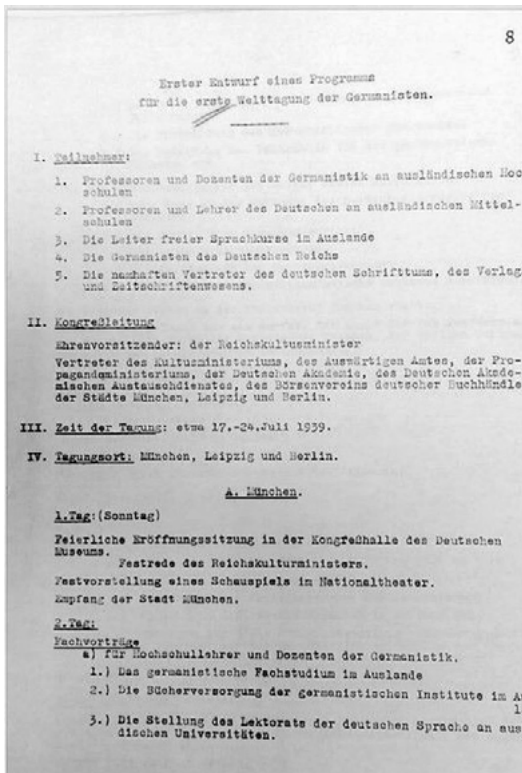 8
Erster Entwurf eines Programms
für die erste Welttagung der Germanisten.
I. Teilnehmer:
1. Professoren und Dozenten der Germanistik an ausländischen Hoc
schulen
2. Professoren und Lehrer des Deutschen an ausländischen Mittel-
schulen
3. Die Leiter freier Sprachkurse im Auslande
4. Die Germanisten des Deutschen Reichs
5. Die namhaften Vertreter des deutschen Schrifttums, des Verlag
und Zeitschriftenwesens.
II. Kongreßleitung
Ehrenvorsitzender: der Reichskultusminister
Vertreter des Kultusministeriums, des Auswärtigen Amtes, der Pro-
pagandministeriums, der Deutschen Akademie, des Deutschen Akade-
mischen Austauschdienstes, des Börsenvereins deutscher Buchhändle
der Städte München, Leipzig und Berlin.
III. Zeit der Tagung: etwa 17.-24.Juli 1939.
IV. Tagungsort: München, Leipzig und Berlin.
A. München.
1.Tag:(Sonntag)
Feierliche Eröffnungssitzung in der Kongreßhalle des Deutschen
Museums.
Festrede des Reichskulturministers.
Festvorstellung eines Schauspiels im Nationaltheater.
Empfang der Stadt München.
2.Tag:
Fachvorträge
a) für Hochschullehrer und Dozenten der Germanistik.
1.) Das germanistische Fachstudium im Auslande
2.) Die Bücherversorgung der germanistischen Institute im Au
l
3.) Die Stellung des Lektorats der deutschen Sprache an aus
dischen Universitäten.